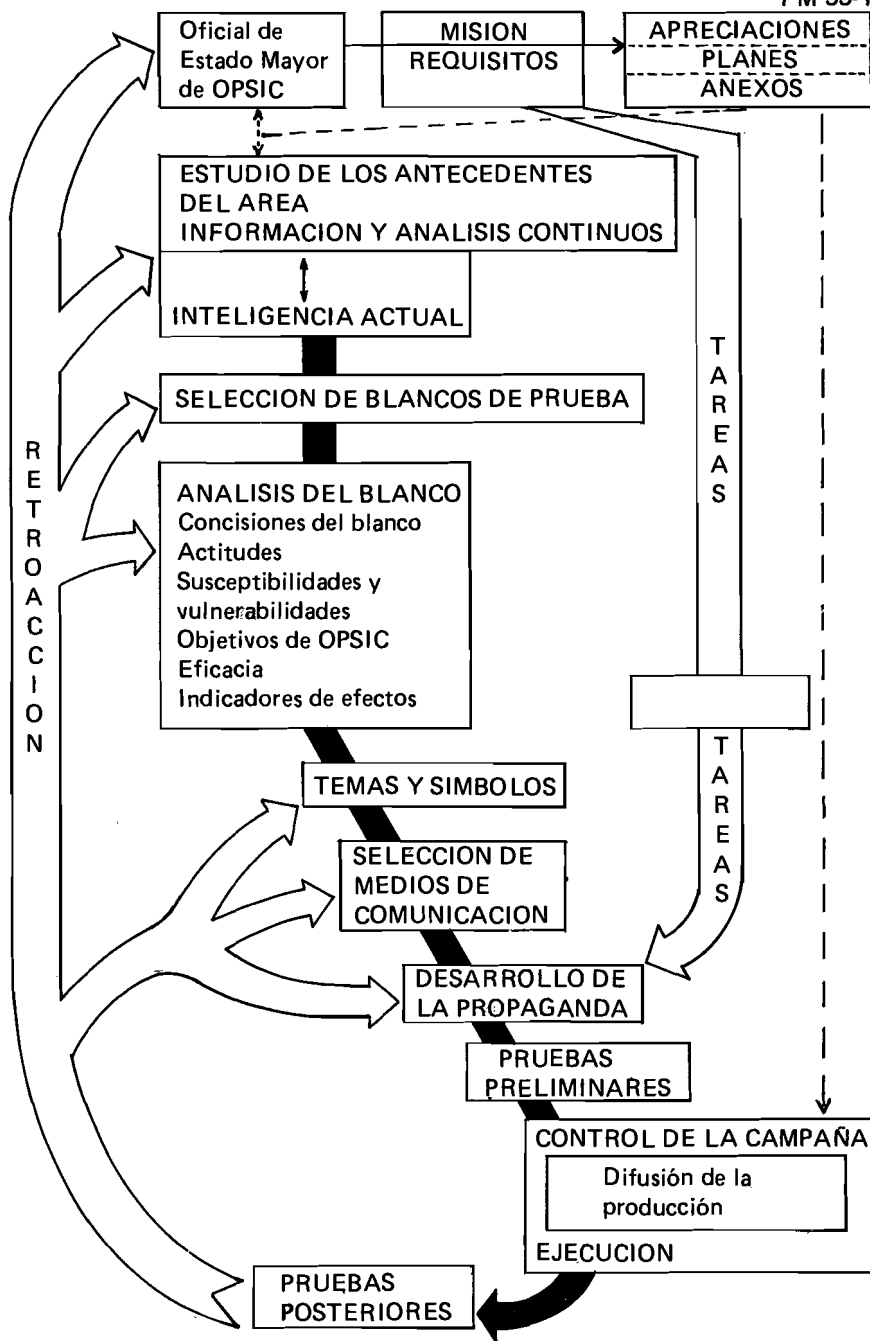 Oficial de
Estado Mayor
de OPSIC
MISION
REQUISITOS
APRECIACIONES
PLANES
ANEXOS
ESTUDIO DE LOS ANTECEDENTES
DEL AREA
INFORMACION Y ANALISIS CONTINUOS
INTELIGENCIA ACTUAL
SELECCION DE BLANCOS DE PRUEBA
ANALISIS DEL BLANCO
Concisiones del blanco
Actitudes
Susceptibilidades y
vulnerabilidades
Objetivos de OPSIC
Eficacia
Indicadores de efectos
TAREAS
TAREAS
RETROACCION
TEMAS Y SIMBOLOS
SELECCION DE
MEDIOS DE
COMUNICACION
DESARROLLO DE
LA PROPAGANDA
PRUEBAS
PRELIMINARES
CONTROL DE LA CAMPAÑA
Difusión de la
producción
EJECUCION
PRUEBAS
POSTERIORES